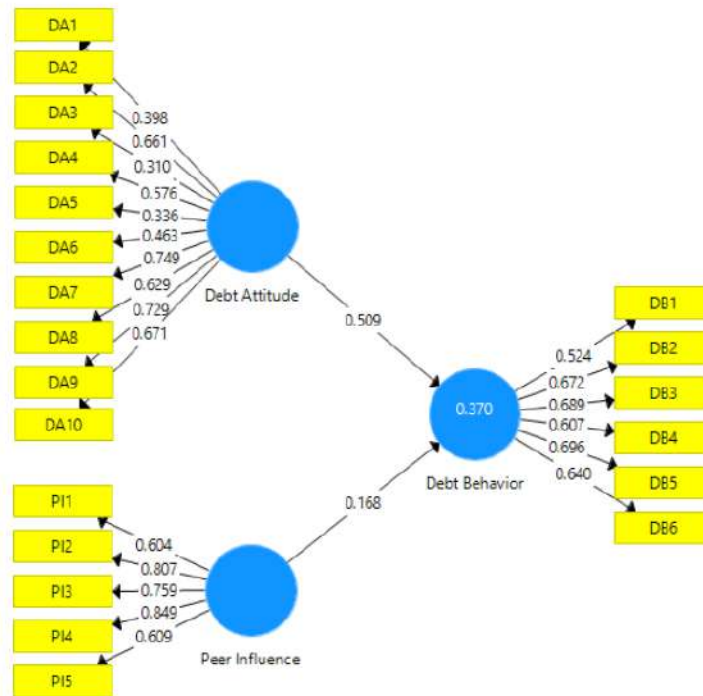 DA1
DA2
DA3
DA4
DA5
DA6
DA7
DA8
DA9
DA10
0.398
0.661
0.310
0.576
0.336
0.463
0.749
0.629
0.729
0.671
Debt Attitude
0.509
PI1
PI2
PI3
PI4
PI5
0.604
0.807
0.759
0.849
0.609
Peer Influence
0.168
0.370
Debt Behavior
0.524
0.672
0.689
0.607
0.696
0.640
DB1
DB2
DB3
DB4
DB5
DB6